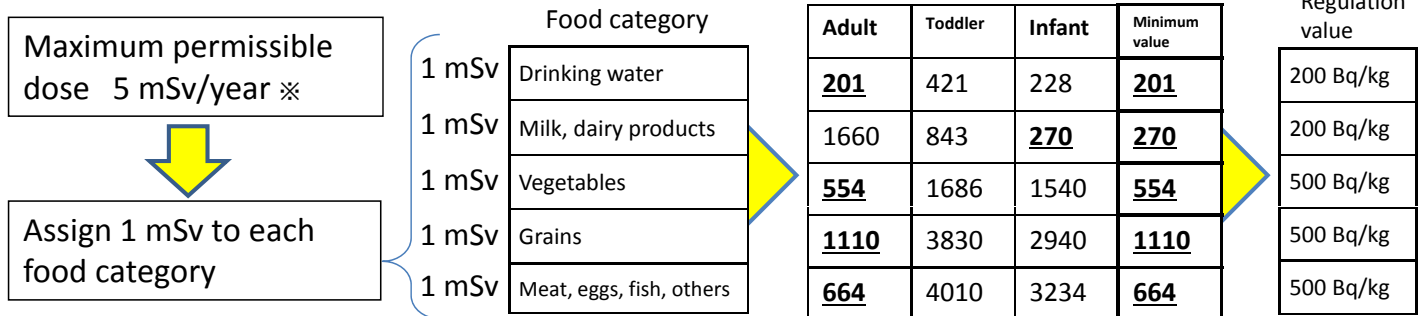 Maximum permissible
dose 5 mSv/year ※
Assign 1 mSv to each
food category
Food category
1 mSv Drinking water
1 mSv Milk, dairy products
1 mSv Vegetables
1 mSv Grains
1 mSv Meat, eggs, fish, others
Adult Toddler Infant Minimum
value
201 421 228 201
1660 843 270 270
554 1686 1540 554
1110 3830 2940 1110
664 4010 3234 664
Regulation
value
200 Bq/kg
200 Bq/kg
500 Bq/kg
500 Bq/kg
500 Bq/kg